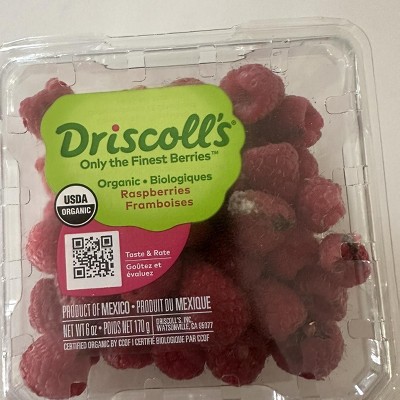 Driscoll's®
Only the Finest Berries™
Organic • Biologiques
Raspberries
Framboises
USDA
ORGANIC
Taste & Rate
Goûtez et
évaluez
PRODUCT OF MEXICO • PRODUIT DU MEXIQUE
NET WT 6 oz • POIDS NET 170 g
DRISCOLL'S, INC.
WATSONVILLE, CA 95077
CERTIFIED ORGANIC BY CCOF | CERTIFIÉ BIOLOGIQUE PAR CCOF